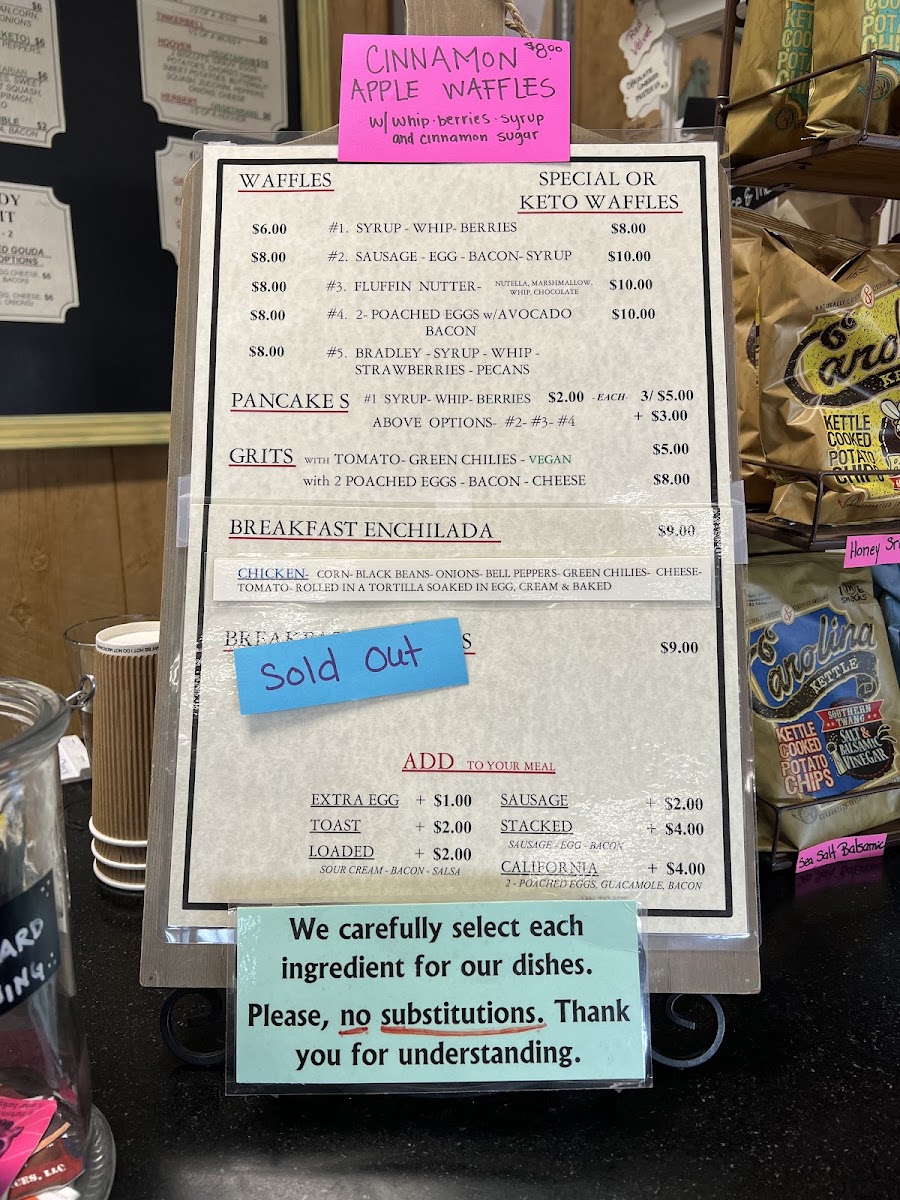 CINNAMON $8.00
APPLE WAFFLES
w/ whip · berries · syrup
and cinnamon sugar
WAFFLES
SPECIAL OR
KETO WAFFLES
$6.00 #1. SYRUP - WHIP- BERRIES $8.00
$8.00 #2. SAUSAGE - EGG - BACON- SYRUP $10.00
$8.00 #3. FLUFFIN NUTTER- NUTELLA, MARSHMALLOW, $10.00
WHIP, CHOCOLATE
$8.00 #4. 2- POACHED EGGS w/AVOCADO $10.00
BACON
$8.00 #5. BRADLEY - SYRUP - WHIP -
STRAWBERRIES - PECANS
PANCAKE S #1 SYRUP- WHIP- BERRIES $2.00 - EACH- 3/ $5.00
ABOVE OPTIONS- #2- #3- #4 + $3.00
GRITS WITH TOMATO- GREEN CHILIES - VEGAN $5.00
with 2 POACHED EGGS - BACON - CHEESE $8.00
BREAKFAST ENCHILADA $9.00
CHICKEN- CORN- BLACK BEANS- ONIONS- BELL PEPPERS- GREEN CHILIES- CHEESE-
TOMATO- ROLLED IN A TORTILLA SOAKED IN EGG, CREAM & BAKED
$9.00
Sold Out
ADD TO YOUR MEAL
EXTRA EGG + $1.00 SAUSAGE + $2.00
TOAST + $2.00 STACKED + $4.00
SAUSAGE - EGG - BACON
LOADED + $2.00
SOUR CREAM - BACON - SALSA
CALIFORNIA + $4.00
2 - POACHED EGGS, GUACAMOLE, BACON
We carefully select each
ingredient for our dishes.
Please, no substitutions. Thank
you for understanding.
KETTLE
COOKED
POTATO
CHIPS
Carolina
KETTLE
SOUTHERN
TWANG
SALT &
BALSAMIC
VINEGAR
KETTLE
COOKED
POTATO
CHIPS
Sea Salt Balsamic
Honey
Red
Velvet